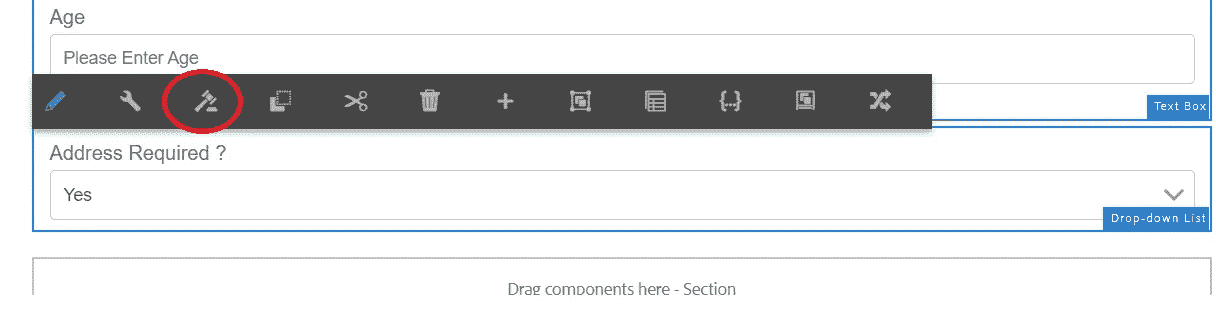 Age
Please Enter Age
Text Box
Address Required ?
Yes
Drop-down List
Drag components here - Section